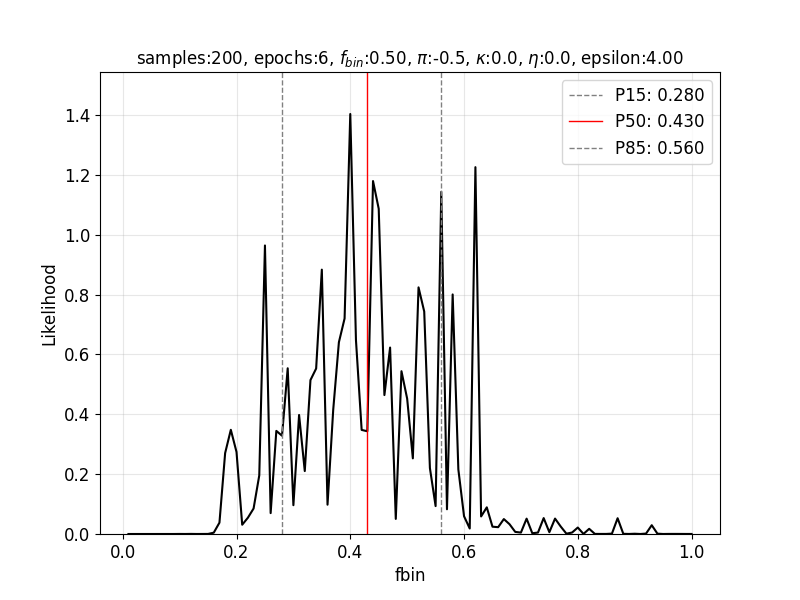 samples:200, epochs:6, f_bin:0.50, π:-0.5, κ:0.0, η:0.0, epsilon:4.00
P15: 0.280
P50: 0.430
P85: 0.560
1.4
1.2
1.0
0.8
0.6
0.4
0.2
0.0
Likelihood
0.0 0.2 0.4 0.6 0.8 1.0
fbin